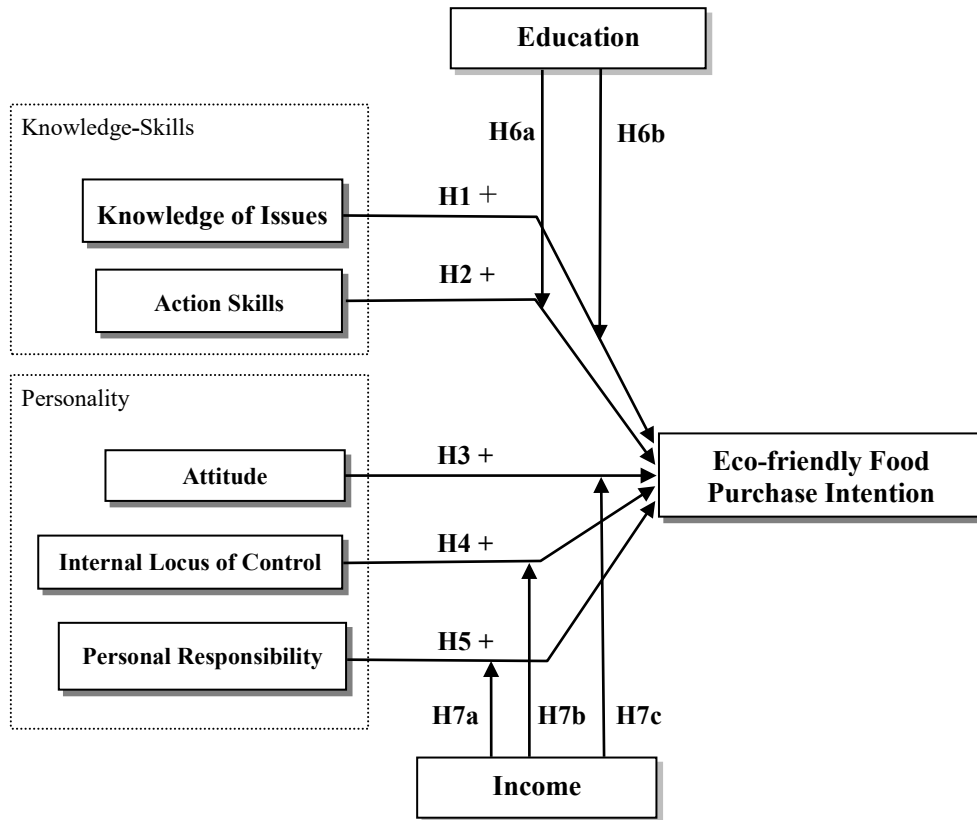 Education
Knowledge-Skills
H6a
H6b
H1 +
Knowledge of Issues
H2 +
Action Skills
Personality
H3 +
Attitude
Eco-friendly Food
Purchase Intention
H4 +
Internal Locus of Control
H5 +
Personal Responsibility
H7a
H7b
H7c
Income